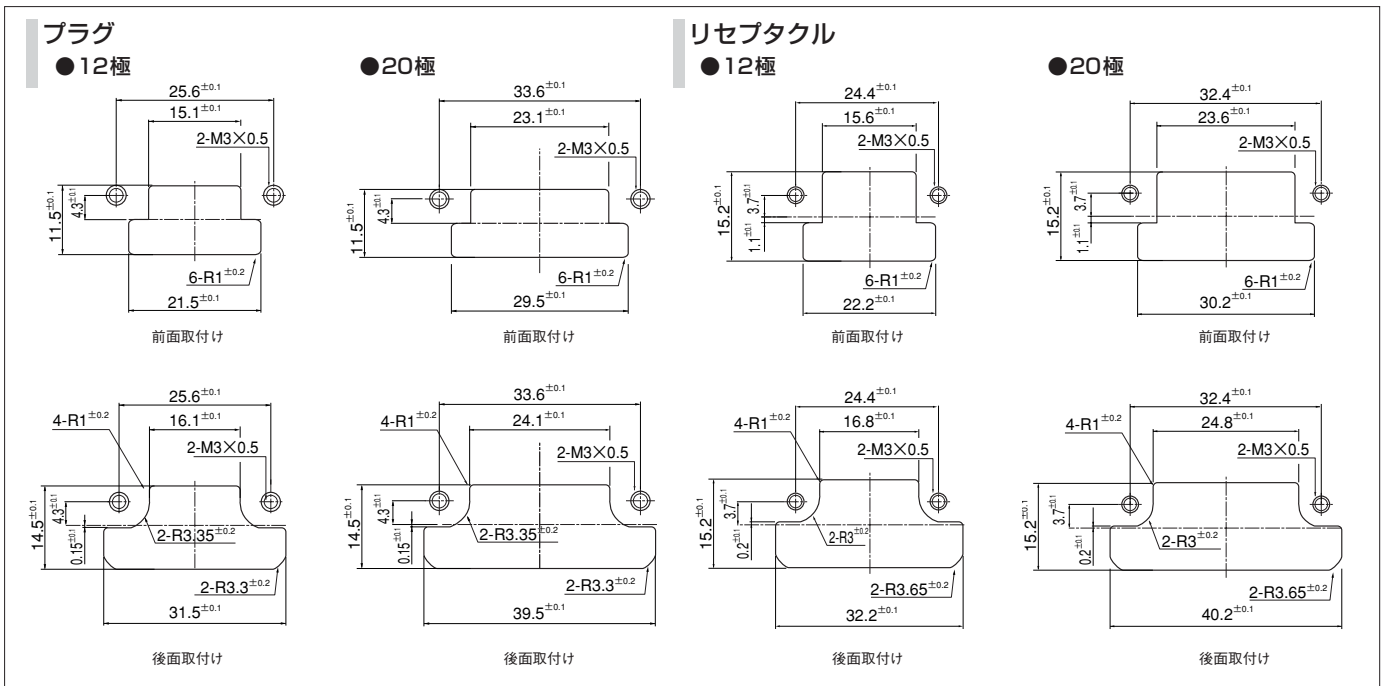 プラグ
●12極
25.6±0.1
15.1±0.1
2-M3×0.5
11.5±0.1
4.3±0.1
6-R1±0.2
21.5±0.1
前面取付け
●20極
33.6±0.1
23.1±0.1
2-M3×0.5
11.5±0.1
4.3±0.1
6-R1±0.2
29.5±0.1
前面取付け
リセプタクル
●12極
24.4±0.1
15.6±0.1
2-M3×0.5
15.2±0.1
3.7±0.1
1.1±0.1
6-R1±0.2
22.2±0.1
前面取付け
●20極
32.4±0.1
23.6±0.1
2-M3×0.5
15.2±0.1
3.7±0.1
1.1±0.1
6-R1±0.2
30.2±0.1
前面取付け
25.6±0.1
4-R1±0.2
16.1±0.1
2-M3×0.5
14.5±0.1
4.3±0.1
0.15±0.1
2-R3.35±0.2
2-R3.3±0.2
31.5±0.1
後面取付け
33.6±0.1
4-R1±0.2
24.1±0.1
2-M3×0.5
14.5±0.1
4.3±0.1
0.15±0.1
2-R3.35±0.2
2-R3.3±0.2
39.5±0.1
後面取付け
24.4±0.1
4-R1±0.2
16.8±0.1
2-M3×0.5
15.2±0.1
3.7±0.1
0.2±0.1
2-R3±0.2
2-R3.65±0.2
32.2±0.1
後面取付け
32.4±0.1
4-R1±0.2
24.8±0.1
2-M3×0.5
15.2±0.1
3.7±0.1
0.2±0.1
2-R3±0.2
2-R3.65±0.2
40.2±0.1
後面取付け